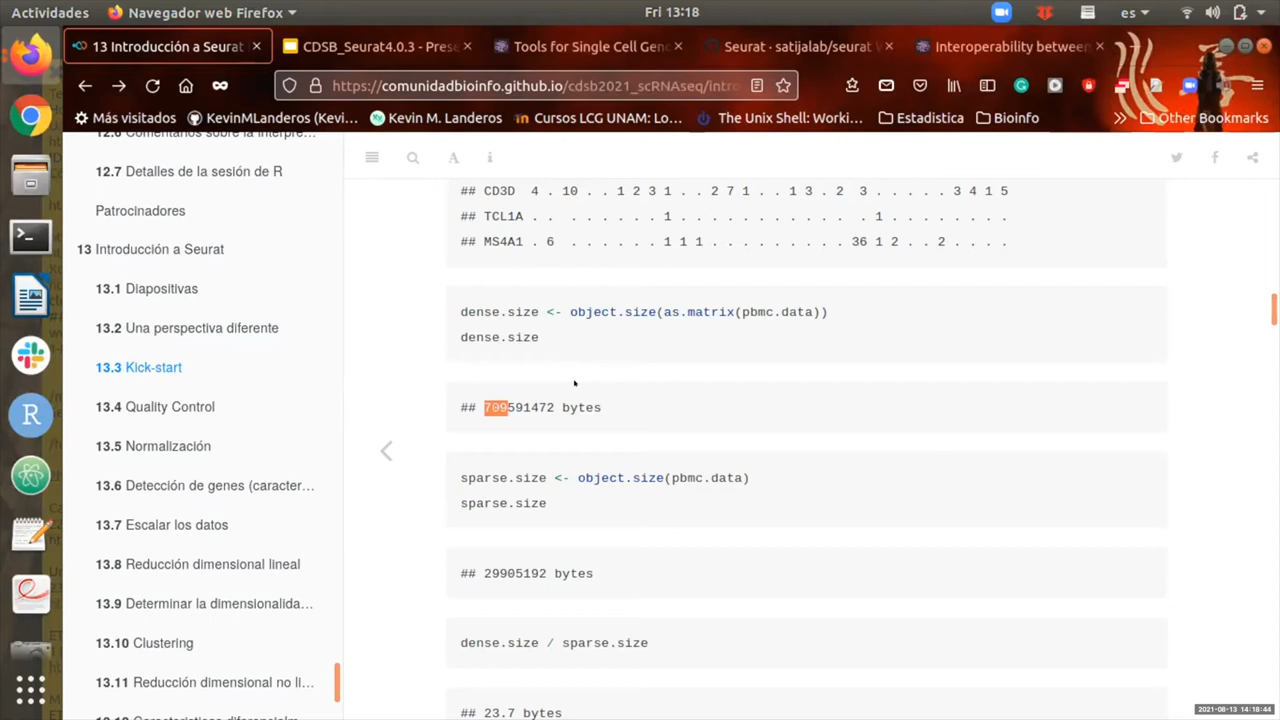 Actividades Navegador web Firefox Fri 13:18 es
13 Introducción a Seurat × CDSB_Seurat4.0.3 - Pres × Tools for Single Cell Gen × Seurat · satijalab/seurat × Interoperability between ×
https://comunidadbioinfo.github.io/cdsb2021_scRNAseq/intro
Más visitados KevinMLanderos (Kevi... Kevin M. Landeros Cursos LCG UNAM: Lo... The Unix Shell: Worki... Estadistica Bioinfo Other Bookmarks
12.7 Detalles de la sesión de R
Patrocinadores
13 Introducción a Seurat
13.1 Diapositivas
13.2 Una perspectiva diferente
13.3 Kick-start
13.4 Quality Control
13.5 Normalización
13.6 Detección de genes (caracter...
13.7 Escalar los datos
13.8 Reducción dimensional lineal
13.9 Determinar la dimensionalida...
13.10 Clustering
13.11 Reducción dimensional no li...
## CD3D 4 . 10 . . 1 2 3 1 . . 2 7 1 . . 1 3 . 2 3 . . . . . 3 4 1 5
## TCL1A . . . . . . . . 1 . . . . . . . . . . . . 1 . . . . . . . .
## MS4A1 . 6 . . . . . . 1 1 1 . . . . . . . . . 36 1 2 . . 2 . . . .
dense.size <- object.size(as.matrix(pbmc.data))
dense.size
## 709591472 bytes
sparse.size <- object.size(pbmc.data)
sparse.size
## 29905192 bytes
dense.size / sparse.size
## 23.7 bytes
2021-08-13 14:18:44